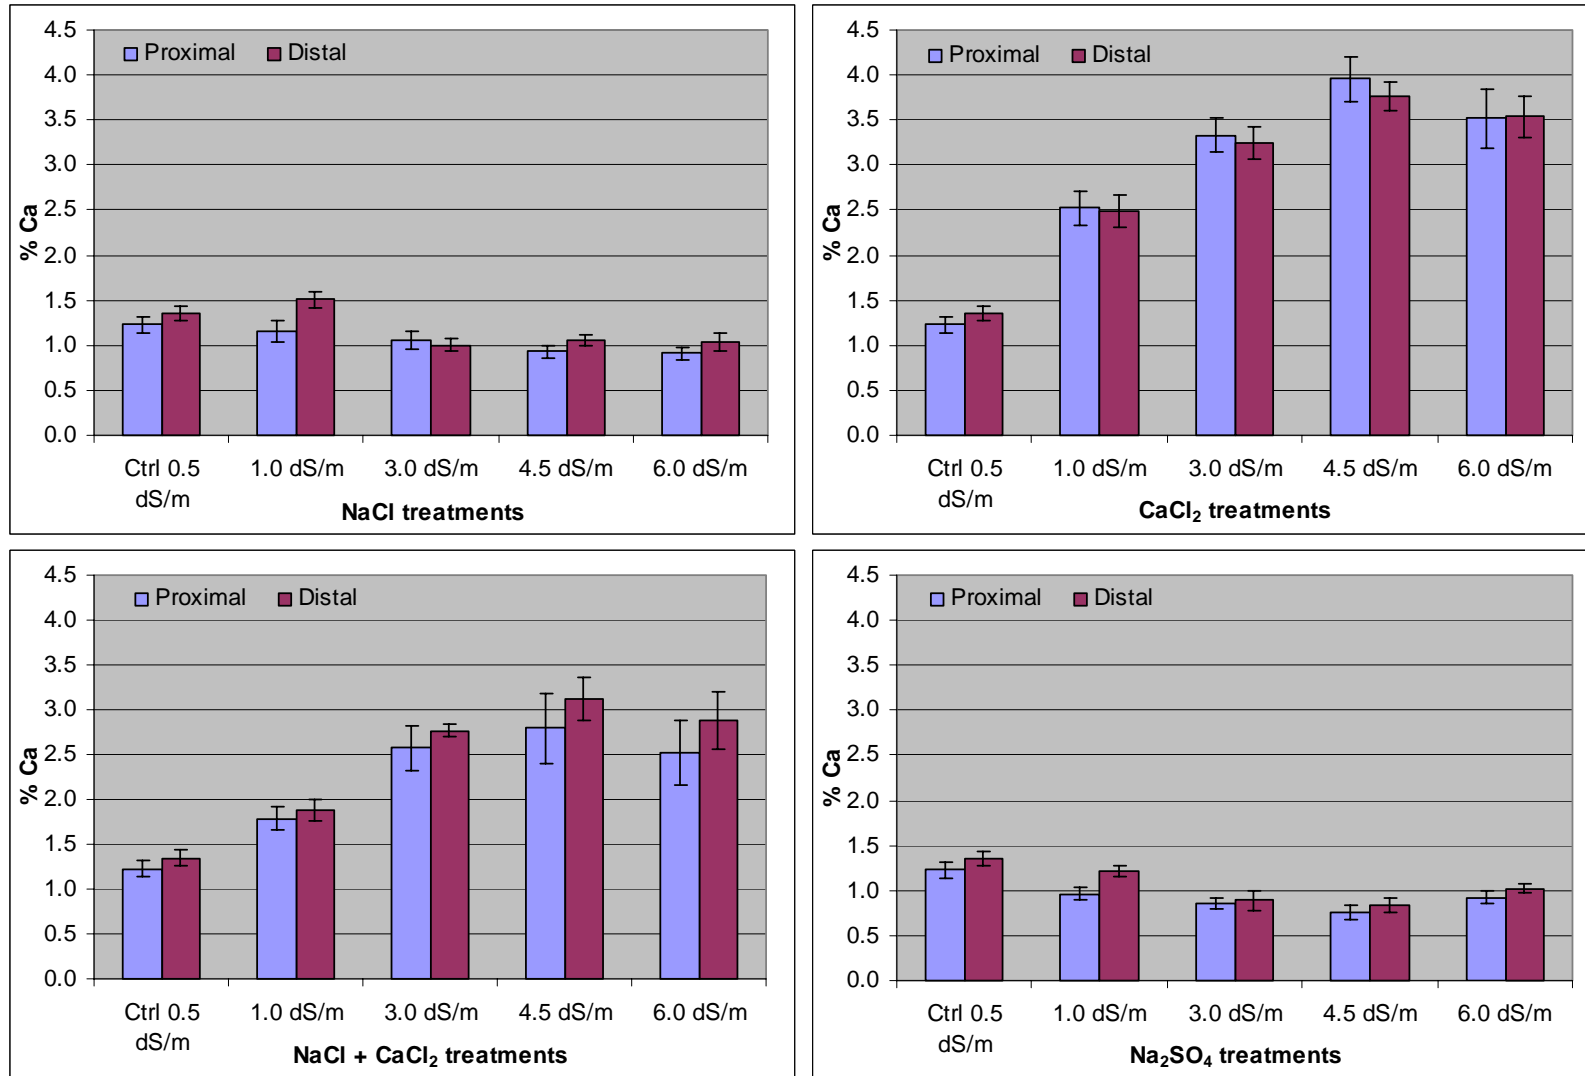 4.5
4.0
3.5
3.0
2.5
2.0
1.5
1.0
0.5
0.0
% Ca
Proximal Distal
Ctrl 0.5 dS/m 1.0 dS/m 3.0 dS/m 4.5 dS/m 6.0 dS/m
NaCl treatments
4.5
4.0
3.5
3.0
2.5
2.0
1.5
1.0
0.5
0.0
% Ca
Proximal Distal
Ctrl 0.5 dS/m 1.0 dS/m 3.0 dS/m 4.5 dS/m 6.0 dS/m
CaCl₂ treatments
4.5
4.0
3.5
3.0
2.5
2.0
1.5
1.0
0.5
0.0
% Ca
Proximal Distal
Ctrl 0.5 dS/m 1.0 dS/m 3.0 dS/m 4.5 dS/m 6.0 dS/m
NaCl + CaCl₂ treatments
4.5
4.0
3.5
3.0
2.5
2.0
1.5
1.0
0.5
0.0
% Ca
Proximal Distal
Ctrl 0.5 dS/m 1.0 dS/m 3.0 dS/m 4.5 dS/m 6.0 dS/m
Na₂SO₄ treatments